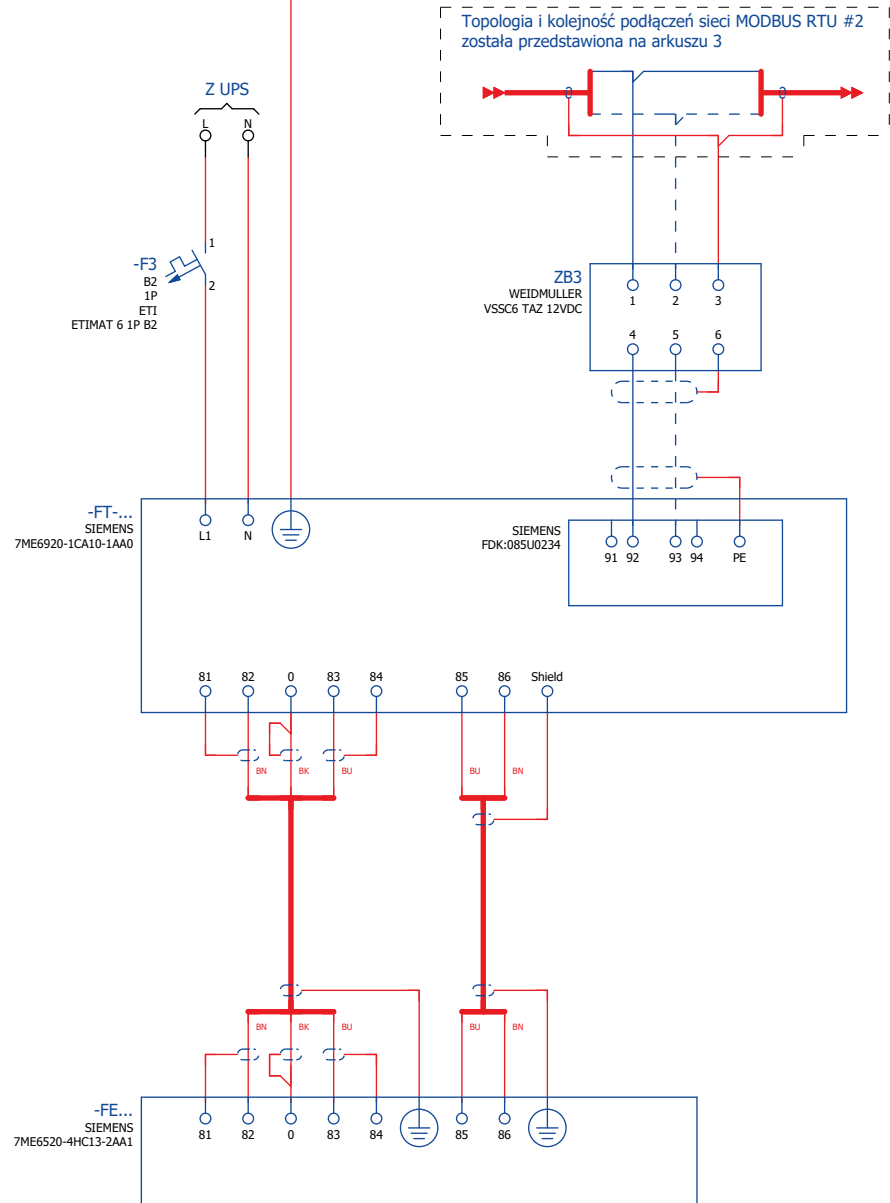 Topologia i kolejność podłączeń sieci MODBUS RTU #2
została przedstawiona na arkuszu 3
Z UPS
L N
1
-F3
B2
2
1P
ETI
ETIMAT 6 1P B2
ZB3
WEIDMULLER
VSSC6 TAZ 12VDC
1 2 3
4 5 6
-FT-...
SIEMENS
7ME6920-1CA10-1AA0
L1 N
SIEMENS
FDK:085U0234
91 92 93 94 PE
81 82 0 83 84 85 86 Shield
BN BK BU BU BN
BN BK BU BU BN
-FE...
SIEMENS
7ME6520-4HC13-2AA1
81 82 0 83 84 85 86